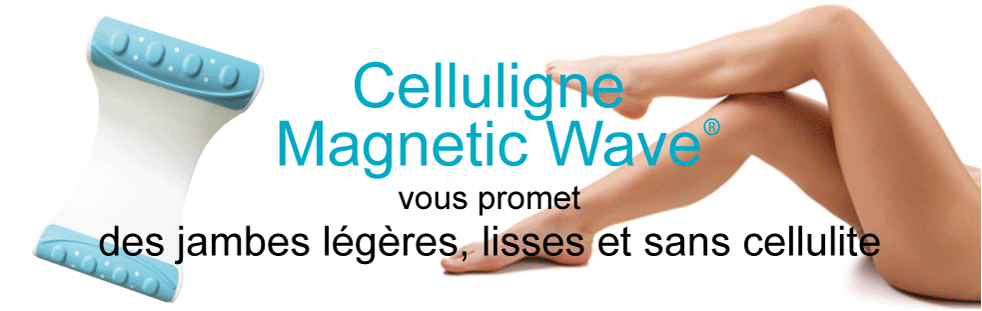 Celluligne
Magnetic Wave®
vous promet
des jambes légères, lisses et sans cellulite